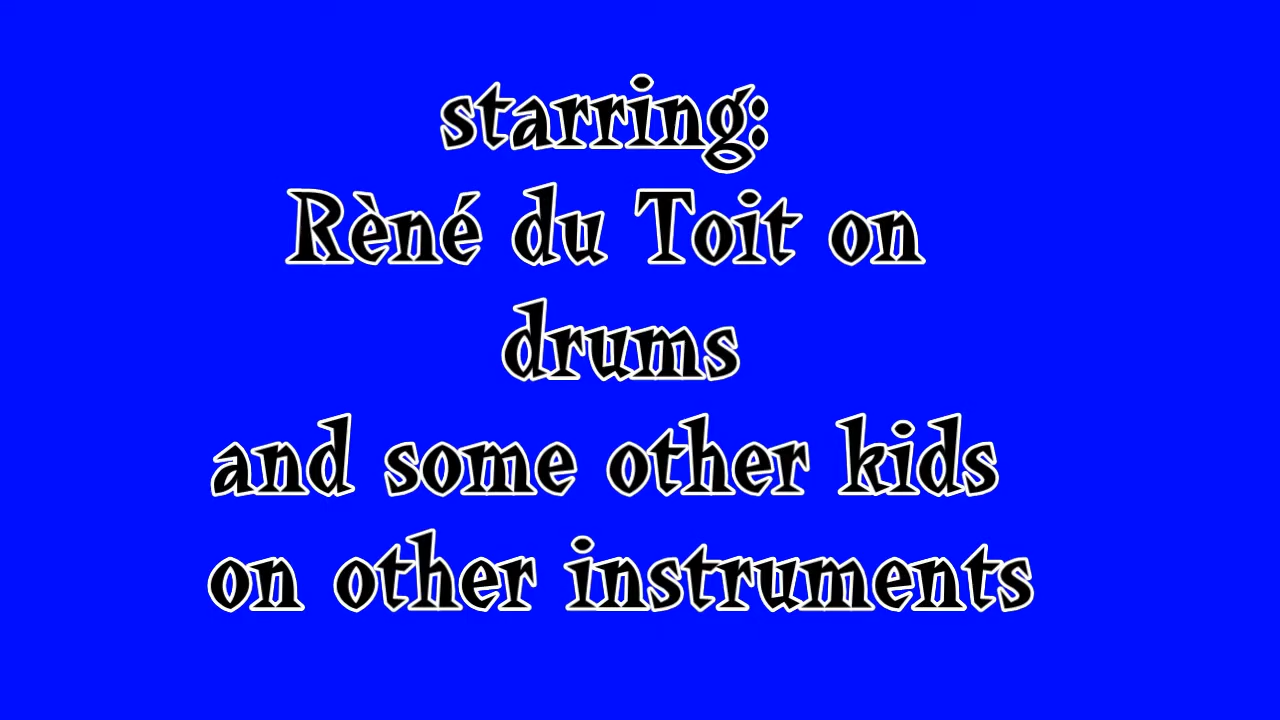 starring:
Rèné du Toit on
drums
and some other kids
on other instruments